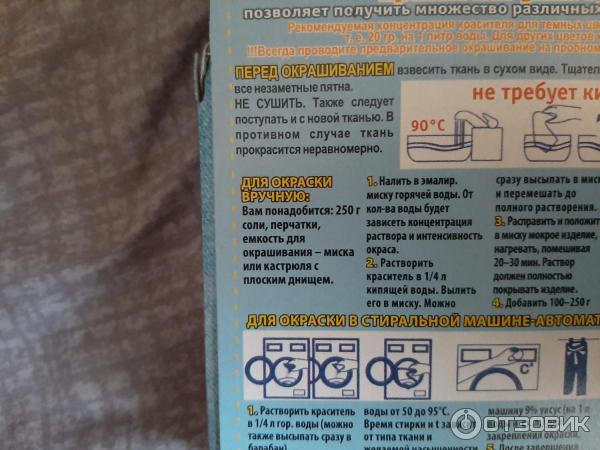 позволяет получить множество различных
Рекомендуемая концентрация красителя для темных
т. е. 20 гр. на 1 литр воды. Для других цветов
!!!Всегда проводите предварительное окрашивание на пробном
ПЕРЕД ОКРАШИВАНИЕМ взвесить ткань в сухом виде.
все незаметные пятна.
НЕ СУШИТЬ. Также следует
поступать и с новой тканью. В
противном случае ткань
прокрасится неравномерно.
не требует
90°C
ДЛЯ ОКРАСКИ
ВРУЧНУЮ:
Вам понадобится: 250 г
соли, перчатки,
емкость для
окрашивания – миска
или кастрюля с
плоским днищем.
1. Налить в эмалир.
миску горячей воды. От
кол-ва воды будет
зависеть концентрация
раствора и интенсивность
окраса.
2. Растворить
краситель в 1/4 л
кипящей воды. Вылить
его в миску. Можно
сразу высыпать в
и перемешать до
полного растворения.
3. Расправить и
в миску мокрое изделие,
нагревать, помешивая
20–30 мин. Раствор
должен полностью
покрывать изделие.
4. Добавить 100–250 г
ДЛЯ ОКРАСКИ В СТИРАЛЬНОЙ МАШИНЕ-АВТОМАТ
C°
1. Растворить краситель
в 1/4 гор. воды (можно
также высыпать сразу в
барабан)
воды от 50 до 95°C.
Время стирки и t зависят
от типа ткани и
желаемой насыщенности
машину 9% уксус (на 1 л
закрепления окраски.
5. После завершения
ОТЗОВИК